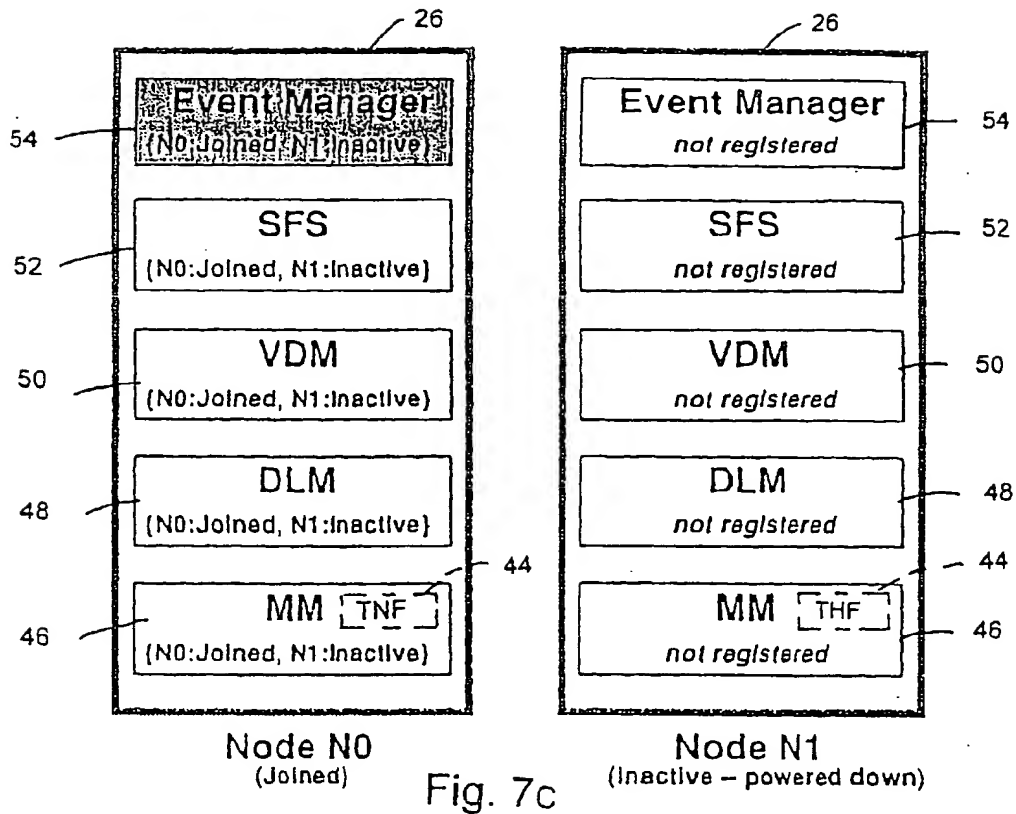 26
Event Manager
{N0:Joined, N1:Inactive}
54
SFS
{N0:Joined, N1:Inactive}
52
VDM
{N0:Joined, N1:Inactive}
50
DLM
{N0:Joined, N1:Inactive}
48
44
MM
TNF
{N0:Joined, N1:Inactive}
46
Node N0
(Joined)
26
Event Manager
not registered
54
SFS
not registered
52
VDM
not registered
50
DLM
not registered
48
44
MM
THF
not registered
46
Node N1
(Inactive – powered down)
Fig. 7c